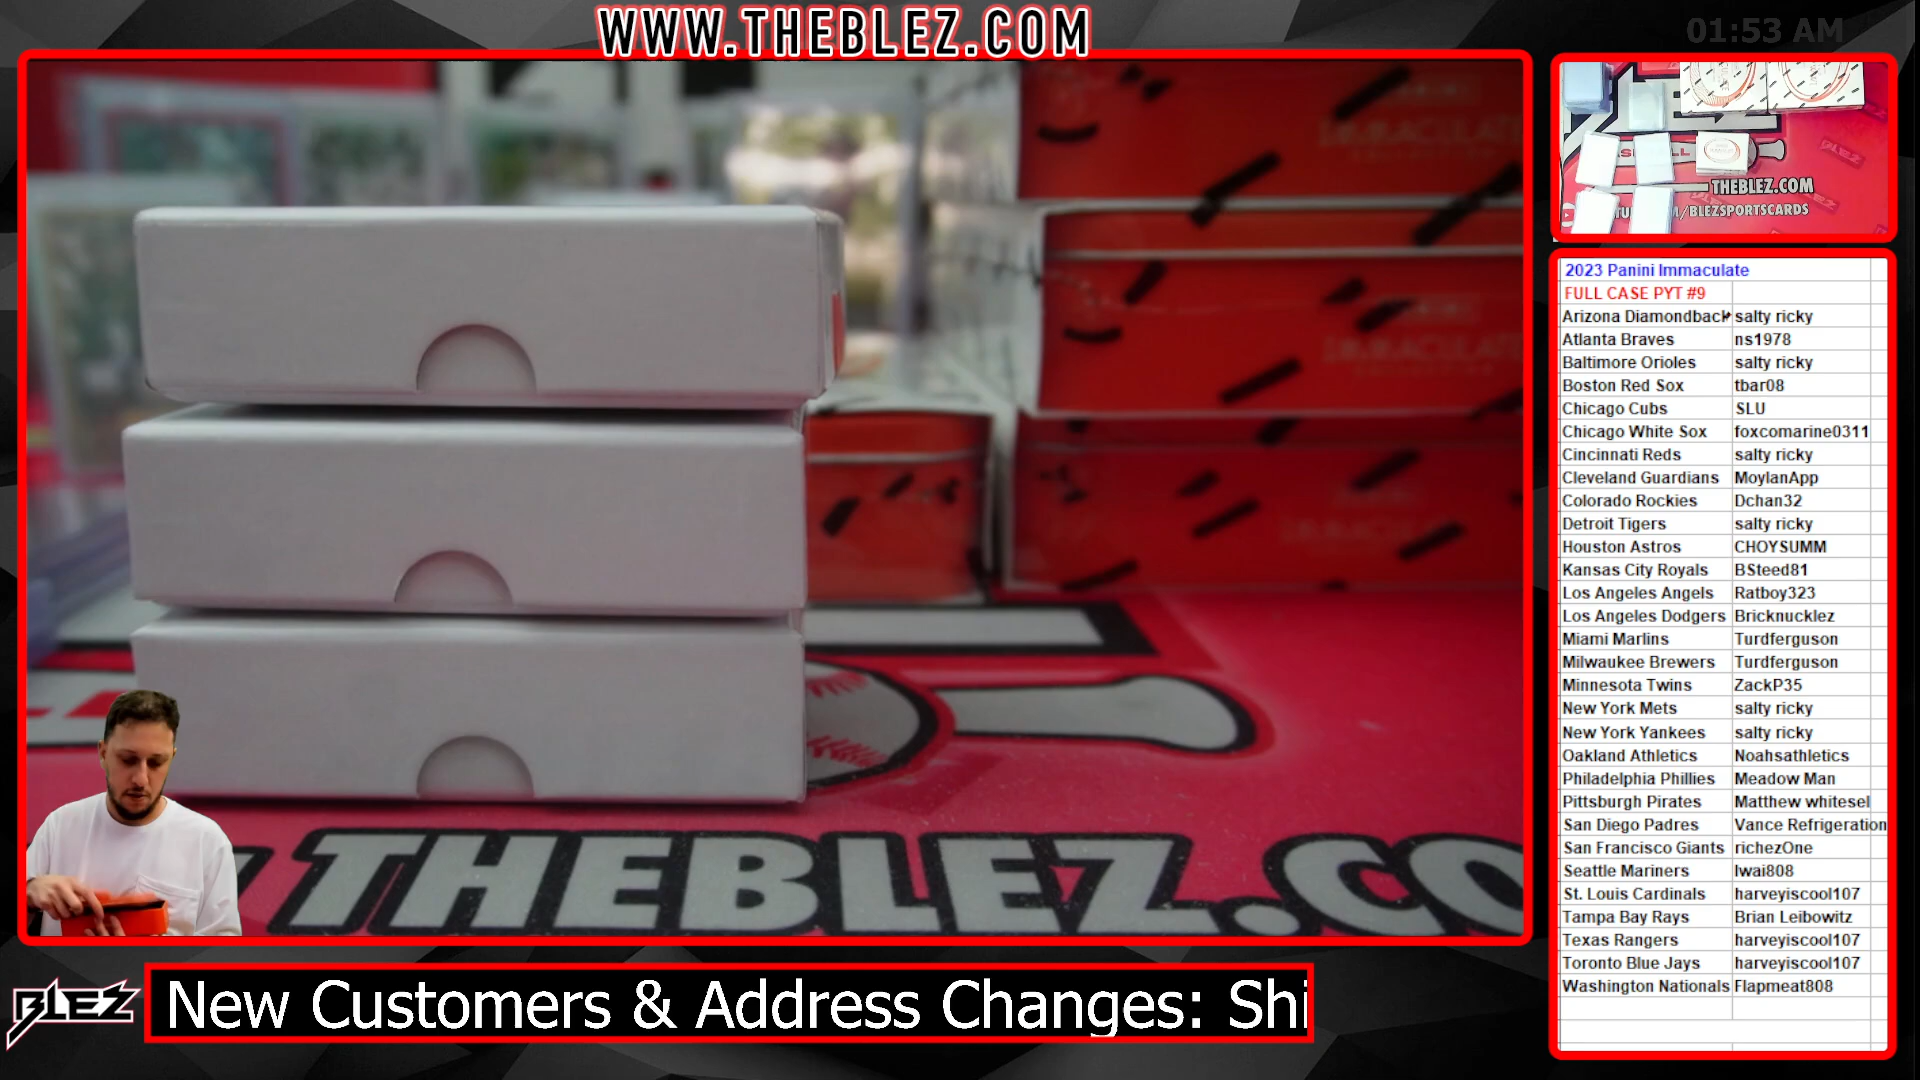 WWW.THEBLEZ.COM
01:53 AM
IMMACULATE
THEBLEZ.COM
/BLEZSPORTSCARDS
2023 Panini Immaculate
FULL CASE PYT #9
Arizona Diamondback salty ricky
Atlanta Braves ns1978
Baltimore Orioles salty ricky
Boston Red Sox tbar08
Chicago Cubs SLU
Chicago White Sox foxcomarine0311
Cincinnati Reds salty ricky
Cleveland Guardians MoylanApp
Colorado Rockies Dchan32
Detroit Tigers salty ricky
Houston Astros CHOYSUMM
Kansas City Royals BSteed81
Los Angeles Angels Ratboy323
Los Angeles Dodgers Bricknucklez
Miami Marlins Turdferguson
Milwaukee Brewers Turdferguson
Minnesota Twins ZackP35
New York Mets salty ricky
New York Yankees salty ricky
Oakland Athletics Noahsathletics
Philadelphia Phillies Meadow Man
Pittsburgh Pirates Matthew whitesel
San Diego Padres Vance Refrigeration
San Francisco Giants richezOne
Seattle Mariners lwai808
St. Louis Cardinals harveyiscool107
Tampa Bay Rays Brian Leibowitz
Texas Rangers harveyiscool107
Toronto Blue Jays harveyiscool107
Washington Nationals Flapmeat808
THEBLEZ.CO
BLEZ
New Customers & Address Changes: Shi